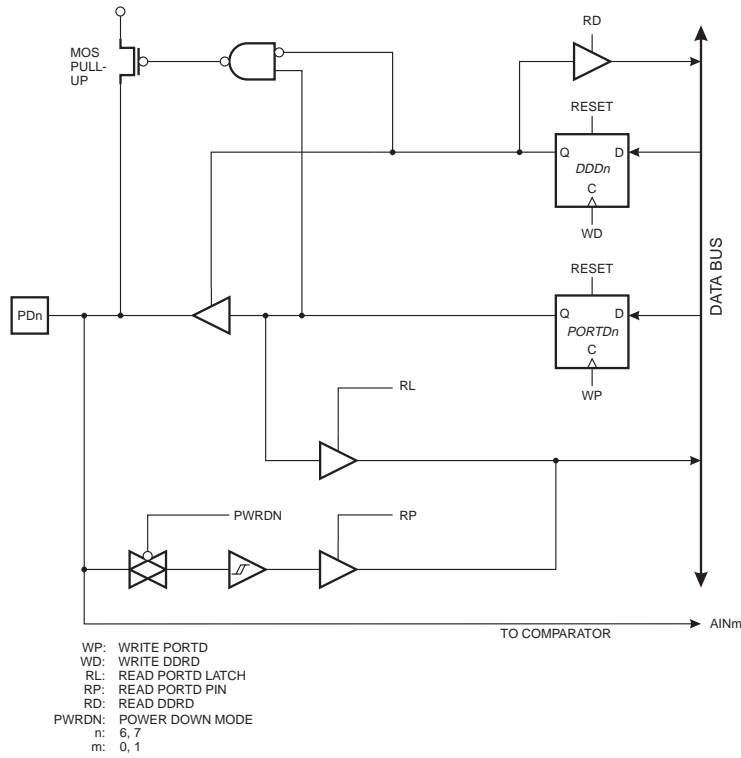 RD
MOS
PULL-
UP
RESET
Q
D
DDDn
C
WD
DATA BUS
RESET
PDn
Q
D
PORTDn
C
WP
RL
PWRDN
RP
TO COMPARATOR
AINm
WP: WRITE PORTD
WD: WRITE DDRD
RL: READ PORTD LATCH
RP: READ PORTD PIN
RD: READ DDRD
PWRDN: POWER DOWN MODE
n: 6, 7
m: 0, 1